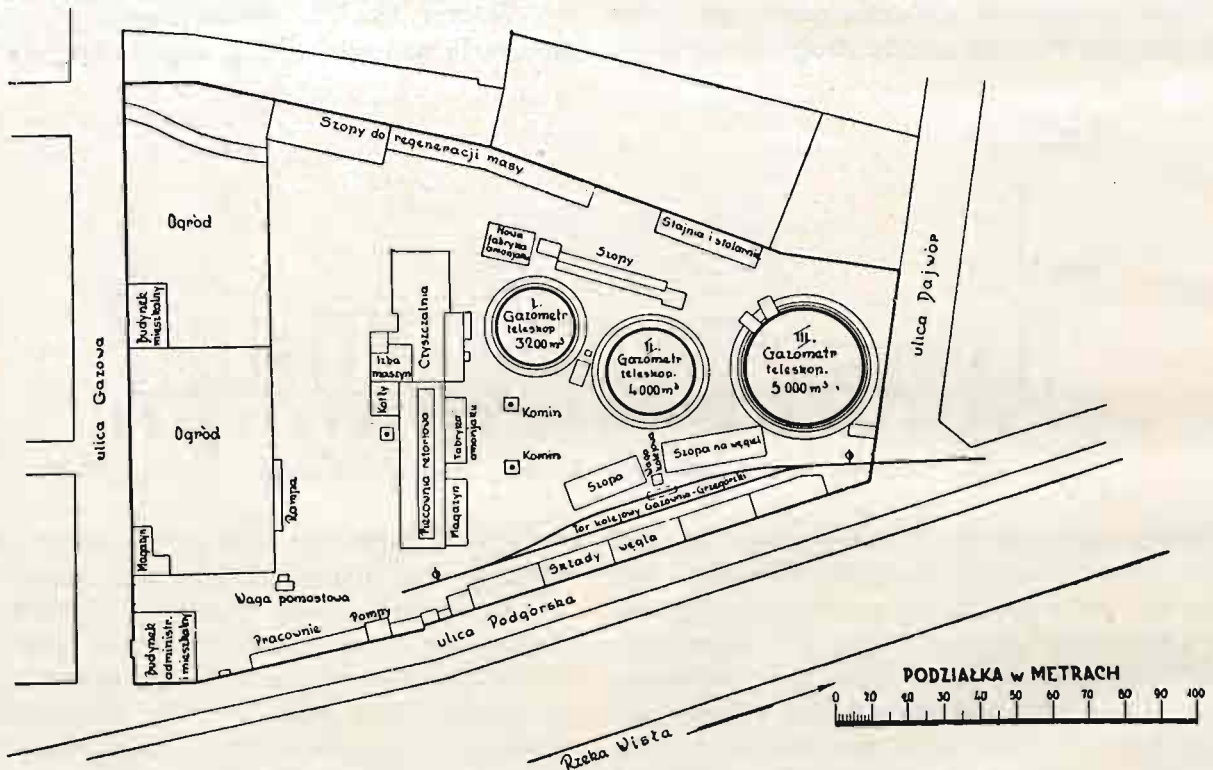 Szopy do regeneracji masy
Ogród
Nowa
fabryka
amonjaku
Szopy
Stajnia i stolarnia
ulica Dajwór
Budynek
mieszkalny
Czyszczalnia
I.
Gazometr
teleskop
3200 m³
II.
Gazometr
teleskop.
4000 m³
III.
Gazometr
teleskop.
5000 m³
ulica Gazowa
Izba
maszyn
Kotły
Ogród
Piecownia retortowa
Fabryka
amonjaku
Komin
Komin
Magazyn
Rampa
Szopa
Waga
Szopa na węgiel
Tor kolejowy Gazownia-Grzegórzki
Składy węgla
Magazyn
Waga pomostowa
Budynek
administr.
i mieszkalny
Pracownie
Pompy
ulica Podgórska
Rzeka Wisła
PODZIAŁKA w METRACH
0 10 20 30 40 50 60 70 80 90 100